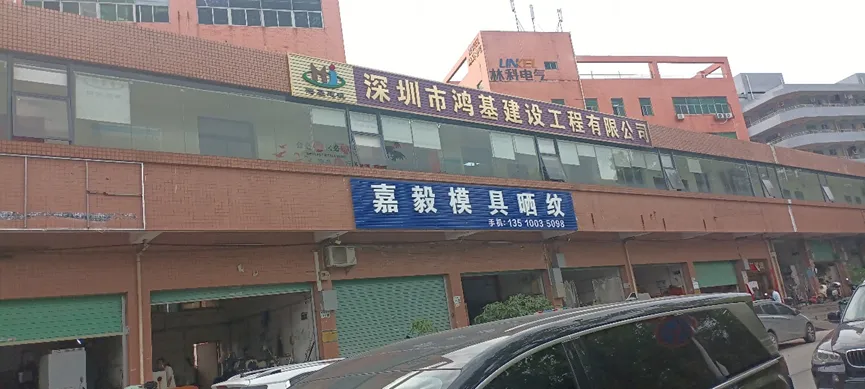 LINKEL
林科电气
深圳市鸿基建设工程有限公司
嘉毅模具晒纹
手机: 135 1003 5098